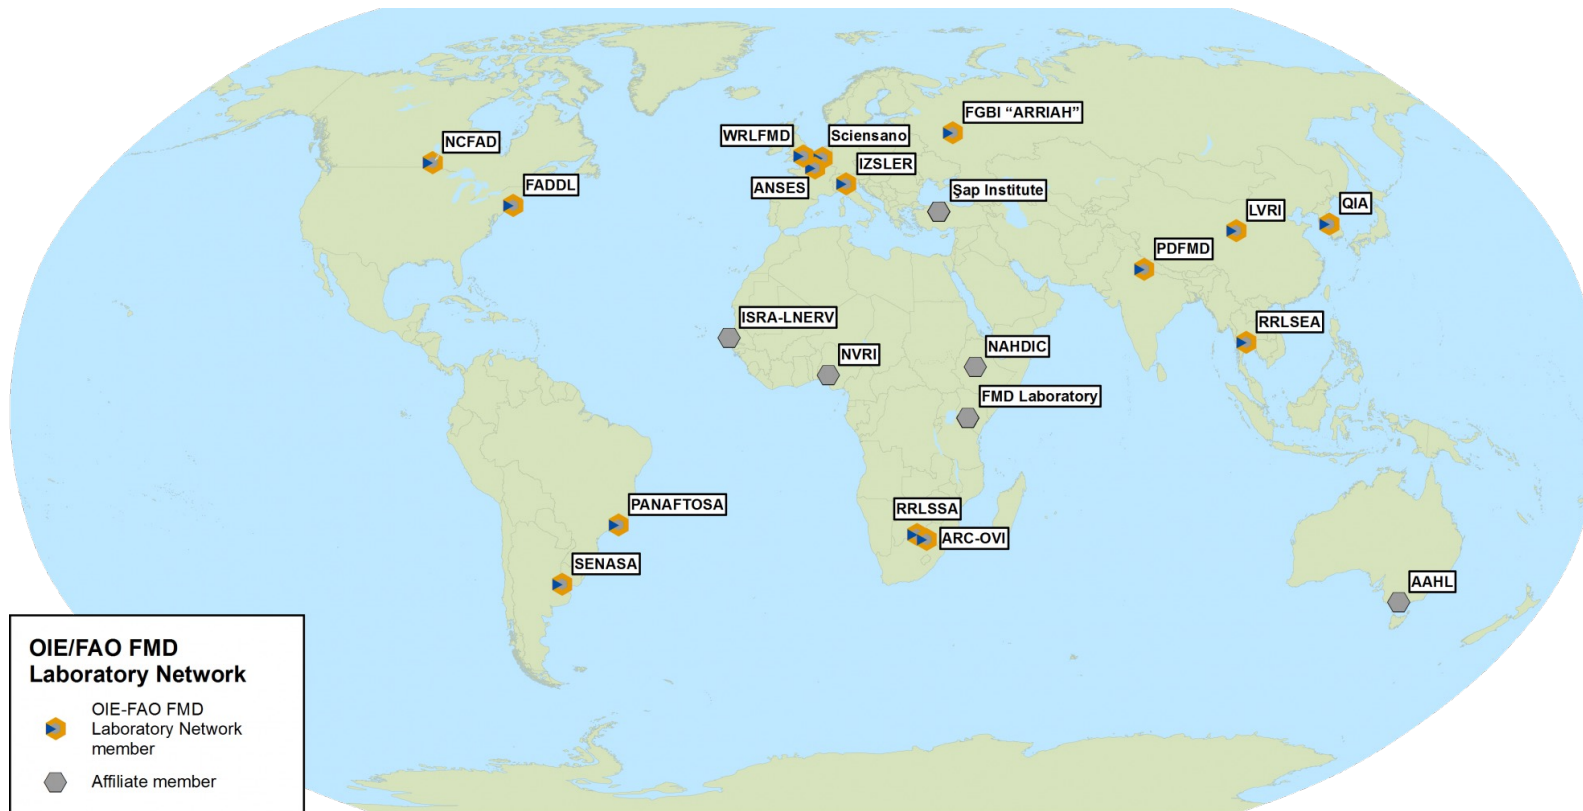 FGBI “ARRIAH”
WRLFMD
Sciensano
NCFAD
IZSLER
FADDL
ANSES
Şap Institute
LVRI
QIA
PDFMD
ISRA-LNERV
RRLSEA
NVRI
NAHDIC
FMD Laboratory
PANAFTOSA
RRLSSA
ARC-OVI
SENASA
AAHL
OIE/FAO FMD
Laboratory Network
OIE-FAO FMD
Laboratory Network
member
Affiliate member